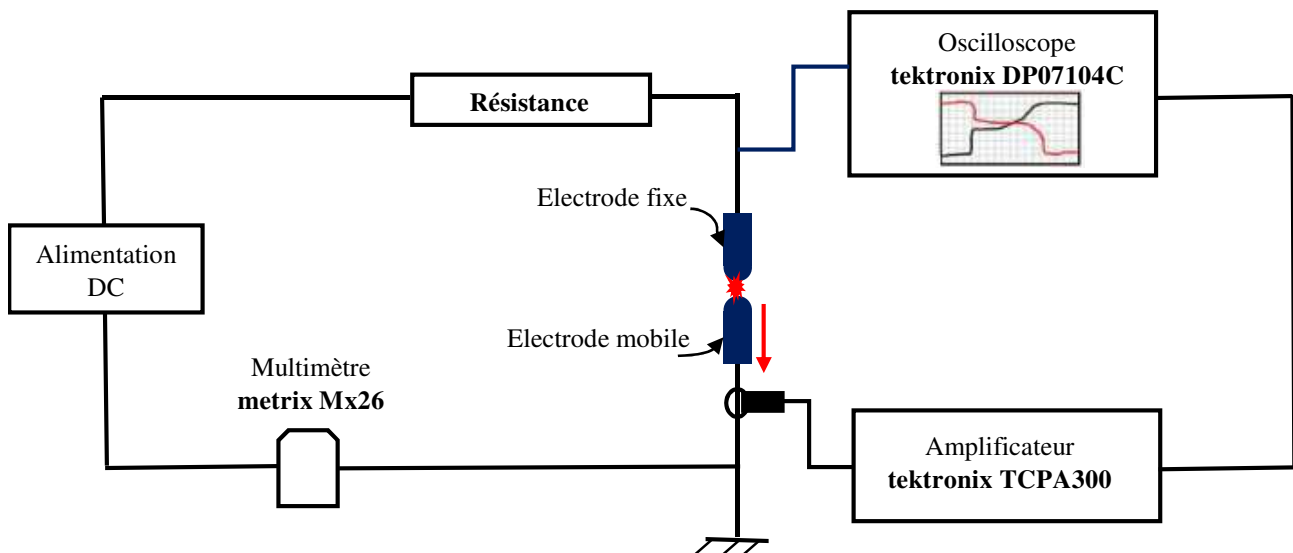 Oscilloscope
tektronix DP07104C
Résistance
Electrode fixe
Alimentation
DC
Electrode mobile
Multimètre
metrix Mx26
Amplificateur
tektronix TCPA300